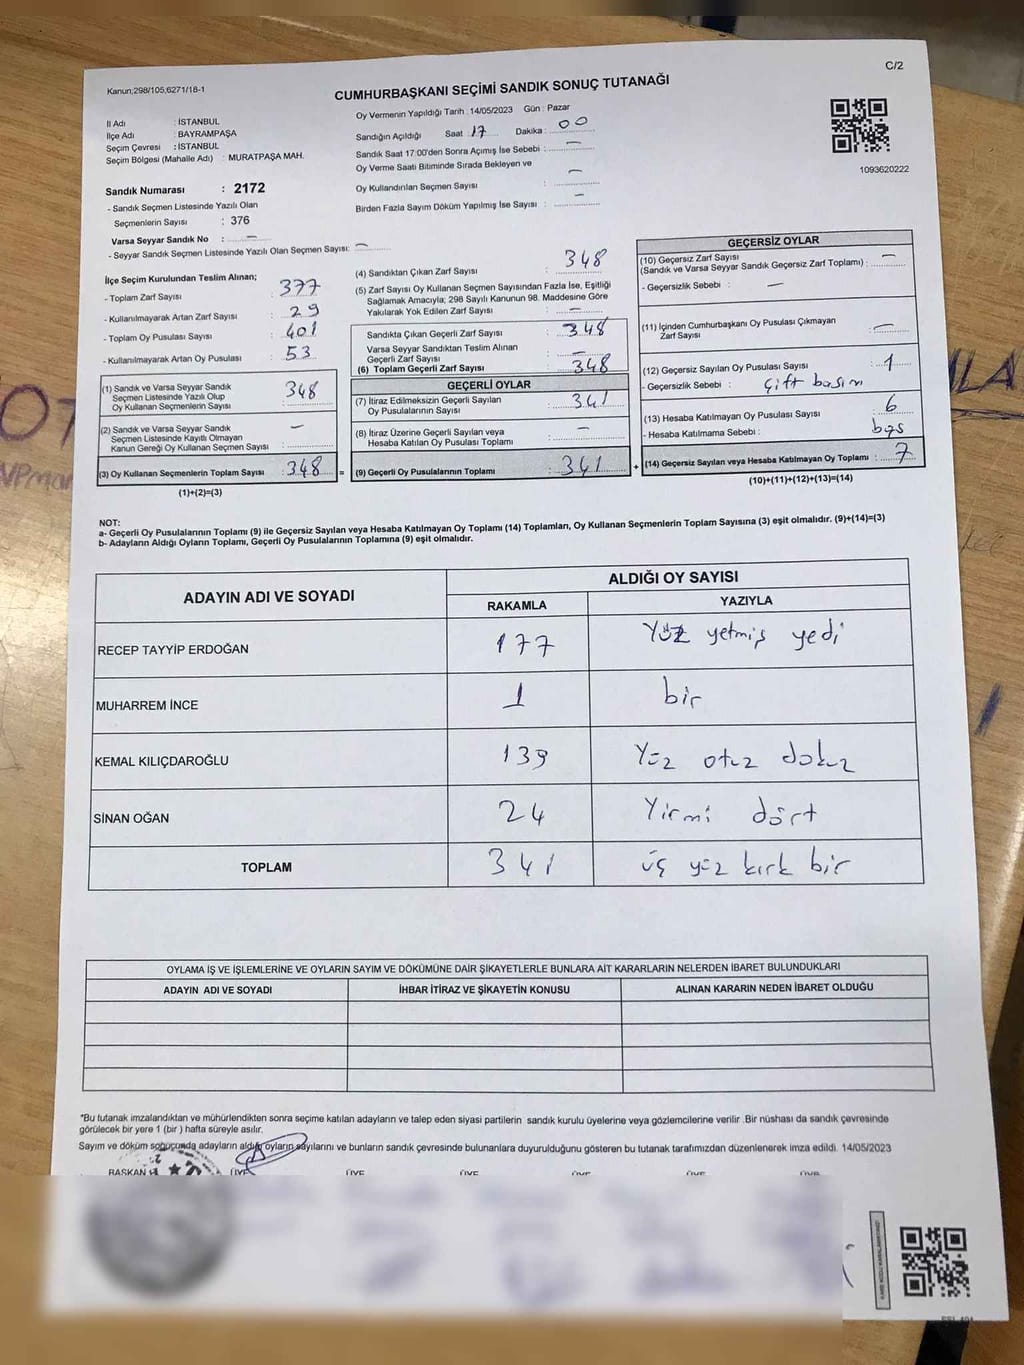 C/2
Kanun;298/105,6271/18-1
CUMHURBAŞKANI SEÇİMİ SANDIK SONUÇ TUTANAĞI
İl Adı : İSTANBUL
İlçe Adı : BAYRAMPAŞA
Seçim Çevresi : İSTANBUL
Seçim Bölgesi (Mahalle Adı) : MURATPAŞA MAH.
Sandık Numarası : 2172
- Sandık Seçmen Listesinde Yazılı Olan
Seçmenlerin Sayısı : 376
Varsa Seyyar Sandık No : —
- Seyyar Sandık Seçmen Listesinde Yazılı Olan Seçmen Sayısı: —
Oy Vermenin Yapıldığı Tarih : 14/05/2023 Gün : Pazar
Sandığın Açıldığı Saat 17 Dakika : 00
Sandık Saat 17:00'den Sonra Açımış İse Sebebi : —
Oy Verme Saati Bitiminde Sırada Bekleyen ve
Oy Kullandırılan Seçmen Sayısı : —
Birden Fazla Sayım Döküm Yapılmış İse Sayısı : —
1093620222
İlçe Seçim Kurulundan Teslim Alınan;
- Toplam Zarf Sayısı : 377
- Kullanılmayarak Artan Zarf Sayısı : 29
- Toplam Oy Pusulası Sayısı : 401
- Kullanılmayarak Artan Oy Pusulası : 53
(1) Sandık ve Varsa Seyyar Sandık
Seçmen Listesinde Yazılı Olup
Oy Kullanan Seçmenlerin Sayısı : 348
(2) Sandık ve Varsa Seyyar Sandık
Seçmen Listesinde Kayıtlı Olmayan
Kanun Gereği Oy Kullanan Seçmen Sayısı : —
(3) Oy Kullanan Seçmenlerin Toplam Sayısı : 348 =
(1)+(2)=(3)
(4) Sandıktan Çıkan Zarf Sayısı : 348
(5) Zarf Sayısı Oy Kullanan Seçmen Sayısından Fazla İse, Eşitliği
Sağlamak Amacıyla; 298 Sayılı Kanunun 98. Maddesine Göre
Yakılarak Yok Edilen Zarf Sayısı : —
Sandıkta Çıkan Geçerli Zarf Sayısı : 348
Varsa Seyyar Sandıktan Teslim Alınan
Geçerli Zarf Sayısı : —
(6) Toplam Geçerli Zarf Sayısı : 348
GEÇERLİ OYLAR
(7) İtiraz Edilmeksizin Geçerli Sayılan
Oy Pusulalarının Sayısı : 341
(8) İtiraz Üzerine Geçerli Sayılan veya
Hesaba Katılan Oy Pusulası Toplamı : —
(9) Geçerli Oy Pusulalarının Toplamı : 341 +
GEÇERSİZ OYLAR
(10) Geçersiz Zarf Sayısı
(Sandık ve Varsa Seyyar Sandık Geçersiz Zarf Toplamı) : —
- Geçersizlik Sebebi : —
(11) İçinden Cumhurbaşkanı Oy Pusulası Çıkmayan
Zarf Sayısı : —
(12) Geçersiz Sayılan Oy Pusulası Sayısı : 1
- Geçersizlik Sebebi : çift basım
(13) Hesaba Katılmayan Oy Pusulası Sayısı : 6
- Hesaba Katılmama Sebebi : boş
(14) Geçersiz Sayılan veya Hesaba Katılmayan Oy Toplamı : 7
(10)+(11)+(12)+(13)=(14)
NOT:
a- Geçerli Oy Pusulalarının Toplamı (9) ile Geçersiz Sayılan veya Hesaba Katılmayan Oy Toplamı (14) Toplamları, Oy Kullanan Seçmenlerin Toplam Sayısına (3) eşit olmalıdır. (9)+(14)=(3)
b- Adayların Aldığı Oyların Toplamı, Geçerli Oy Pusulalarının Toplamına (9) eşit olmalıdır.
ADAYIN ADI VE SOYADI
ALDIĞI OY SAYISI
RAKAMLA YAZIYLA
RECEP TAYYİP ERDOĞAN 177 Yüz yetmiş yedi
MUHARREM İNCE 1 bir
KEMAL KILIÇDAROĞLU 139 Yüz otuz dokuz
SİNAN OĞAN 24 Yirmi dört
TOPLAM 341 üç yüz kırk bir
OYLAMA İŞ VE İŞLEMLERİNE VE OYLARIN SAYIM VE DÖKÜMÜNE DAİR ŞİKAYETLERLE BUNLARA AİT KARARLARIN NELERDEN İBARET BULUNDUKLARI
ADAYIN ADI VE SOYADI İHBAR İTİRAZ VE ŞİKAYETİN KONUSU ALINAN KARARIN NEDEN İBARET OLDUĞU
*Bu tutanak imzalandıktan ve mühürlendikten sonra seçime katılan adayların ve talep eden siyasi partilerin sandık kurulu üyelerine veya gözlemcilerine verilir .Bir nüshası da sandık çevresinde
görülecek bir yere 1 (bir ) hafta süreyle asılır.
Sayım ve döküm sonucunda adayların aldığı oyların sayılarını ve bunların sandık çevresinde bulunanlara duyurulduğunu gösteren bu tutanak tarafımızdan düzenlenerek imza edildi. 14/05/2023
BAŞKAN ÜYE ÜYE ÜYE ÜYE ÜYE ÜYE